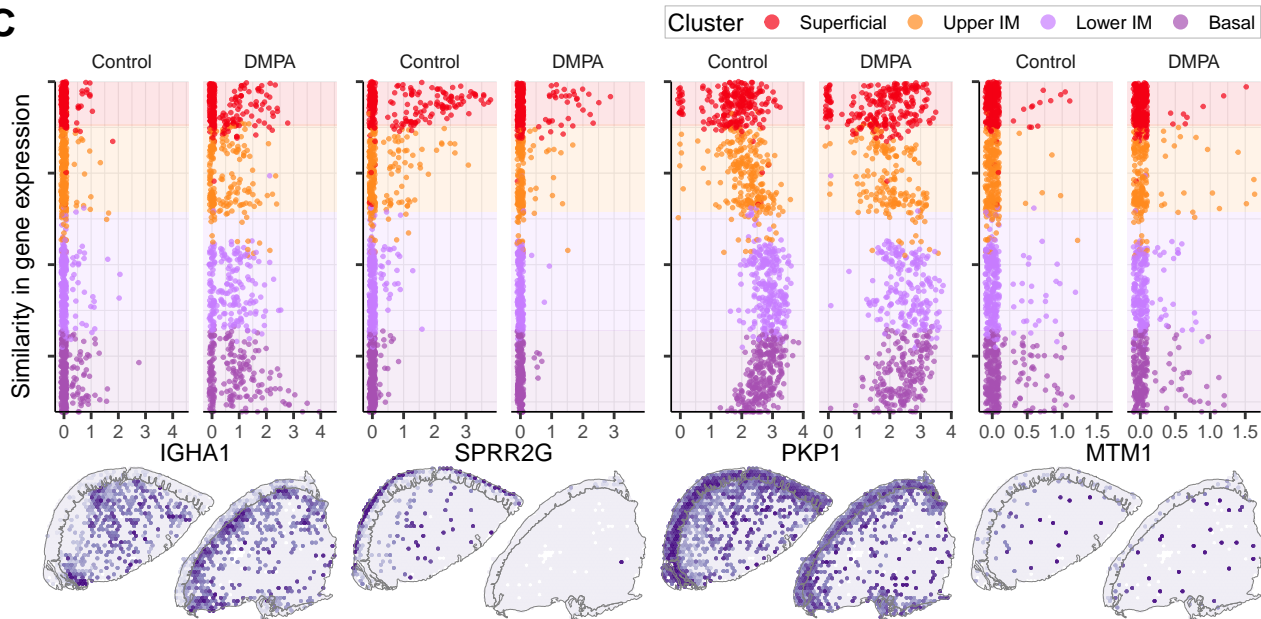 C
Cluster Superficial Upper IM Lower IM Basal
Control DMPA Control DMPA Control DMPA Control DMPA
Similarity in gene expression
0 1 2 3 4 0 1 2 3 4 0 1 2 3 0 1 2 3 0 1 2 3 4 0 1 2 3 4 0.0 0.5 1.0 1.5 0.0 0.5 1.0 1.5
IGHA1 SPRR2G PKP1 MTM1